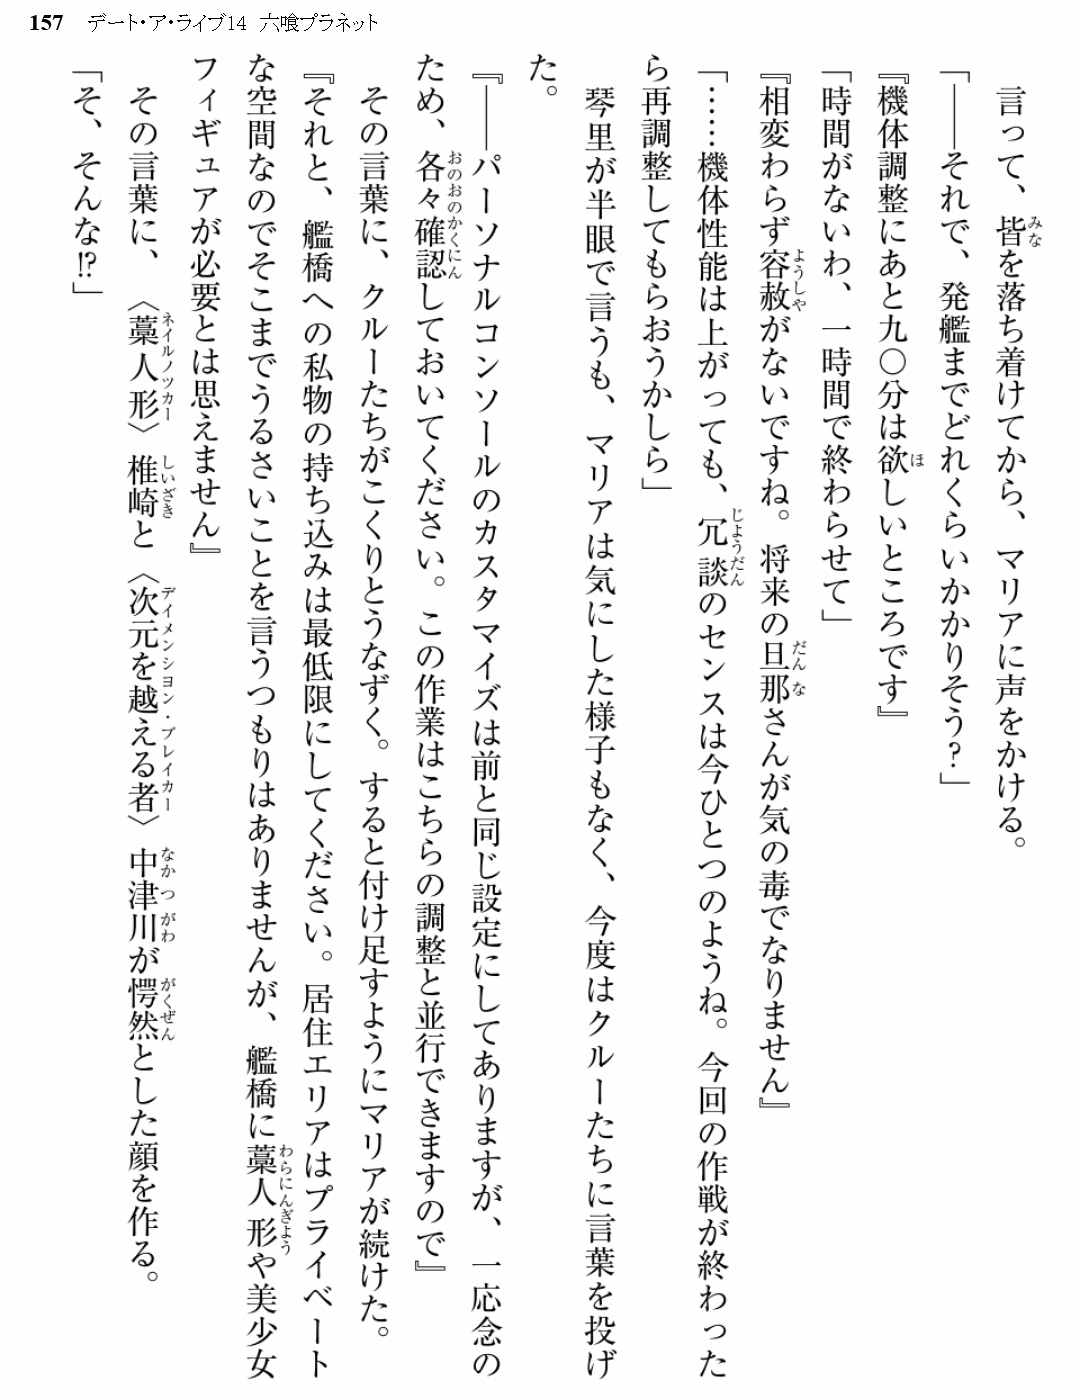 157 デート・ア・ライブ14 六喰プラネット
言って、皆を落ち着けてから、マリアに声をかける。
「――それで、発艦までどれくらいかかりそう?」
『機体調整にあと九〇分は欲しいところです』
「時間がないわ、一時間で終わらせて」
『相変わらず容赦がないですね。将来の旦那さんが気の毒でなりません』
「……機体性能は上がっても、冗談のセンスは今ひとつのようね。今回の作戦が終わった
ら再調整してもらおうかしら」
琴里が半眼で言うも、マリアは気にした様子もなく、今度はクルーたちに言葉を投げ
た。
『――パーソナルコンソールのカスタマイズは前と同じ設定にしてありますが、一応念の
ため、各々確認しておいてください。この作業はこちらの調整と並行できますので』
その言葉に、クルーたちがこくりとうなずく。すると付け足すようにマリアが続けた。
『それと、艦橋への私物の持ち込みは最低限にしてください。居住エリアはプライベート
な空間なのでそこまでうるさいことを言うつもりはありませんが、艦橋に藁人形や美少女
フィギュアが必要とは思えません』
その言葉に、〈藁人形〉椎崎と〈次元を越える者〉中津川が愕然とした顔を作る。
「そ、そんな!?」